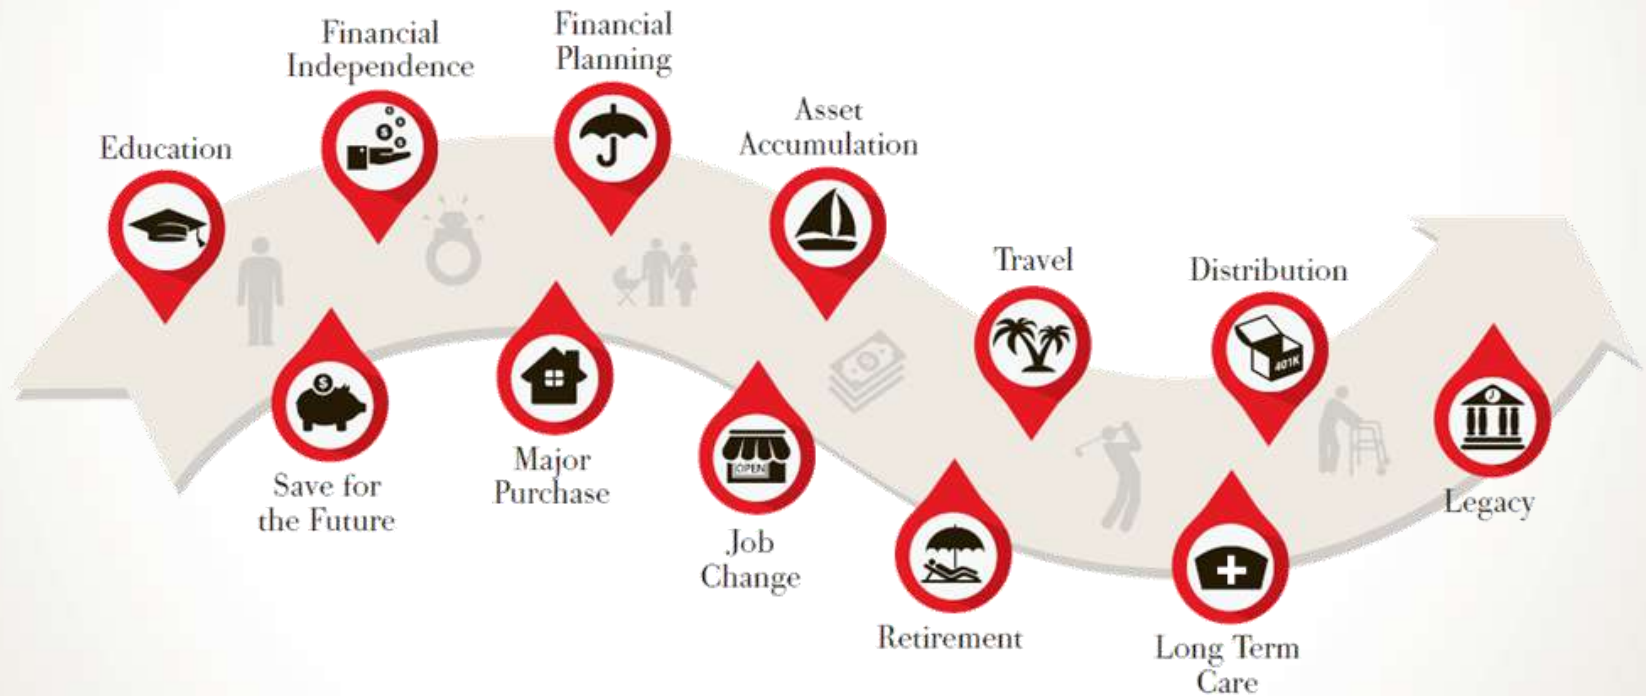 Education
Financial
Independence
Save for
the Future
Financial
Planning
Major
Purchase
Asset
Accumulation
OPEN
Job
Change
Travel
Retirement
Distribution
401K
Long Term
Care
Legacy
$
$
$
$
$